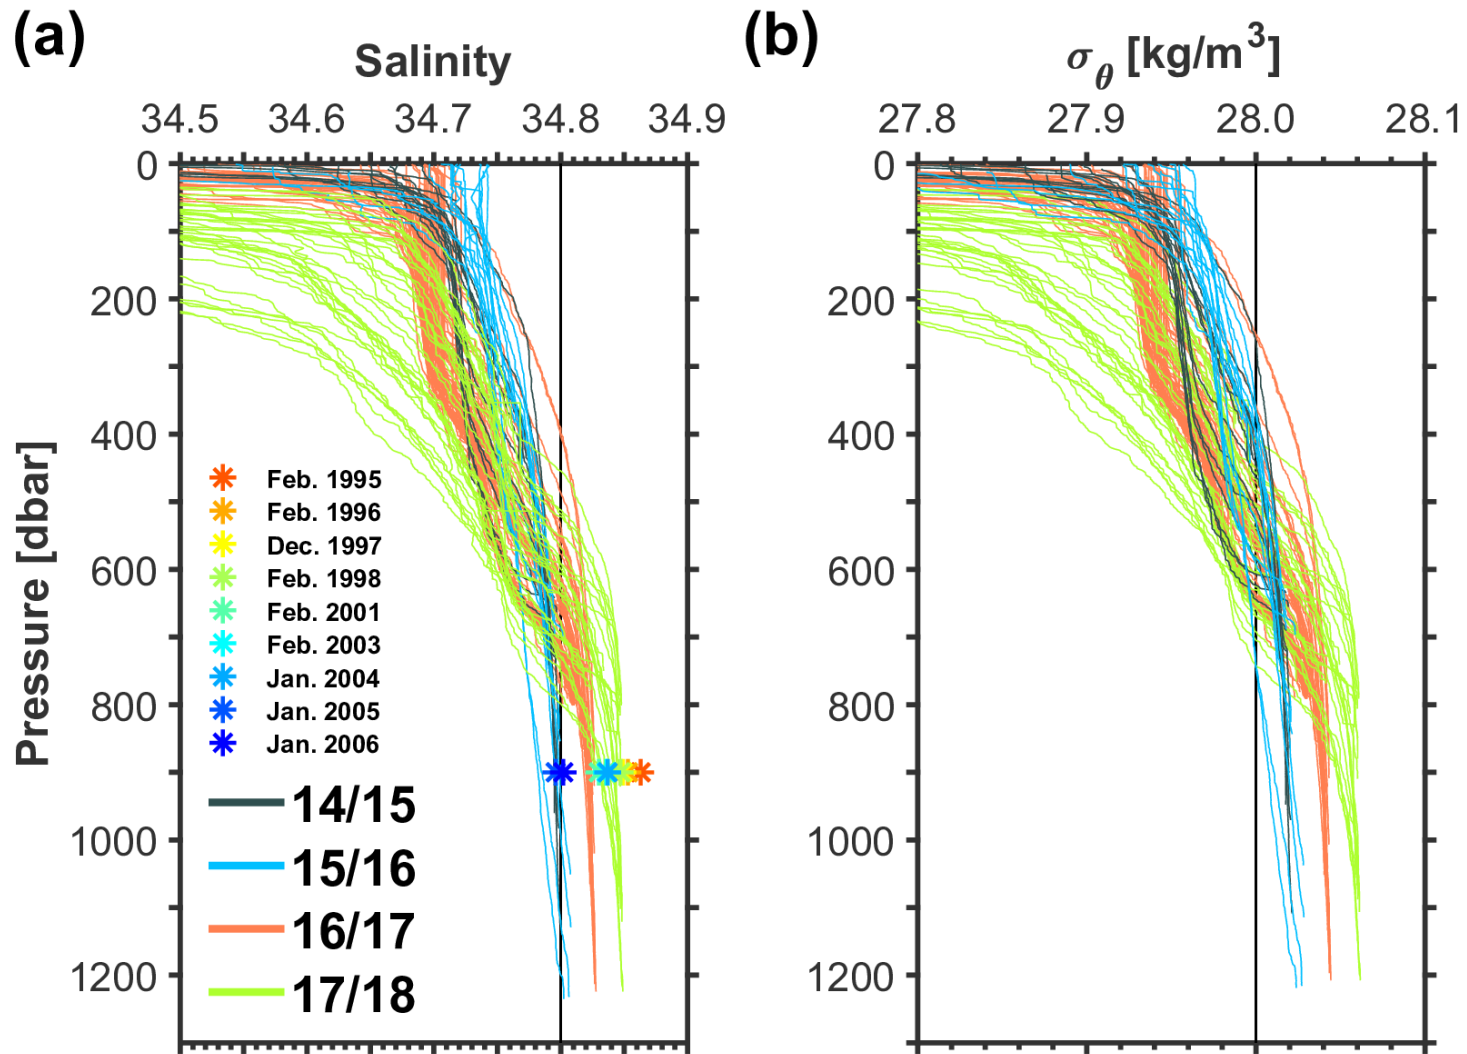 (a)
Salinity
34.5 34.6 34.7 34.8 34.9
0
200
400
600
800
1000
1200
Pressure [dbar]
Feb. 1995
Feb. 1996
Dec. 1997
Feb. 1998
Feb. 2001
Feb. 2003
Jan. 2004
Jan. 2005
Jan. 2006
14/15
15/16
16/17
17/18
(b)
σθ [kg/m³]
27.8 27.9 28.0 28.1
0
200
400
600
800
1000
1200